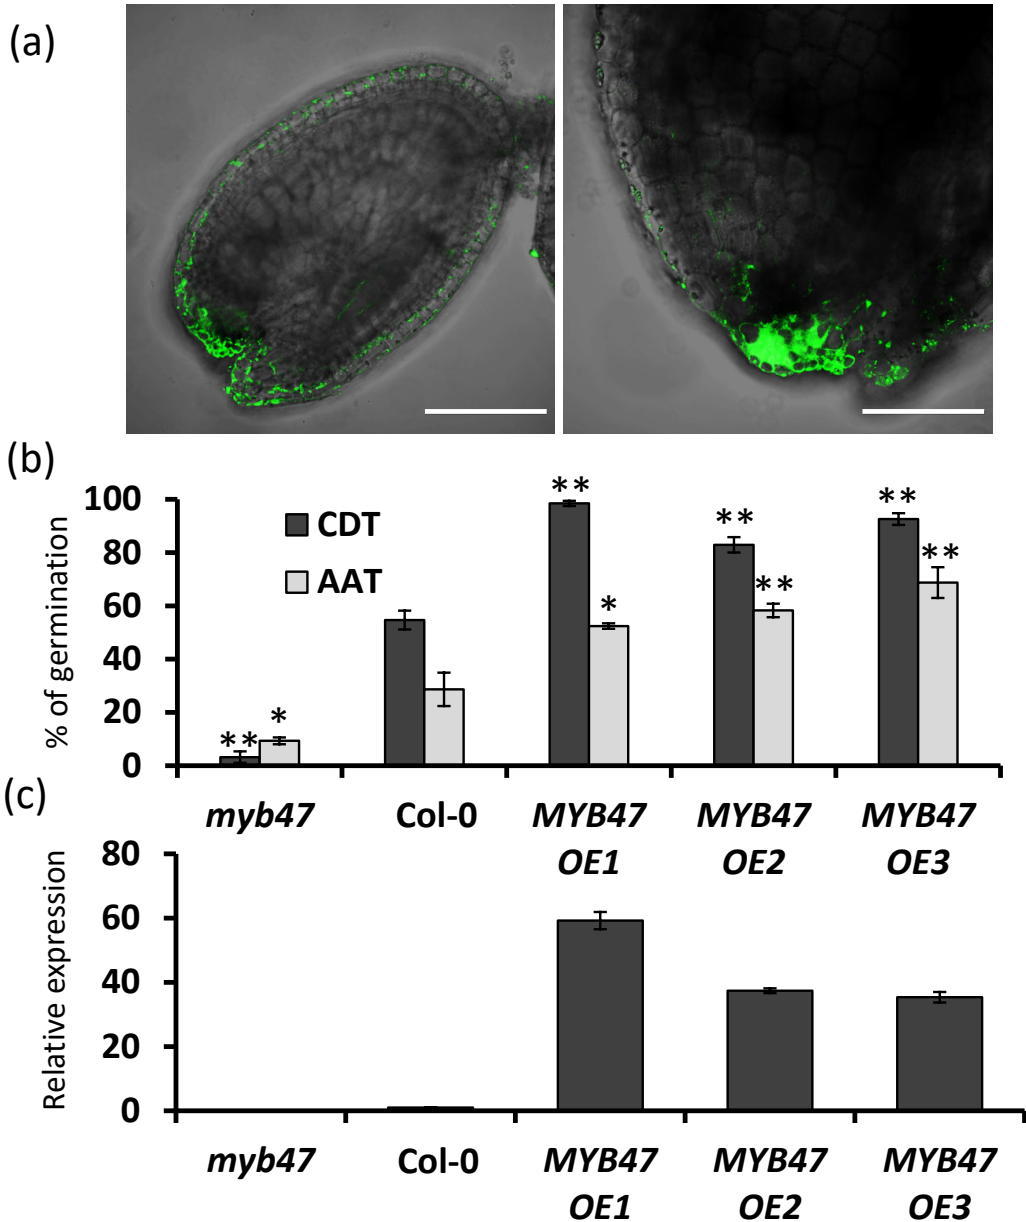 (a)
(b)
% of germination
100
80
60
40
20
0
CDT
AAT
**
*
**
*
**
**
**
**
myb47
Col-0
MYB47 OE1
MYB47 OE2
MYB47 OE3
(c)
Relative expression
80
60
40
20
0
myb47
Col-0
MYB47 OE1
MYB47 OE2
MYB47 OE3